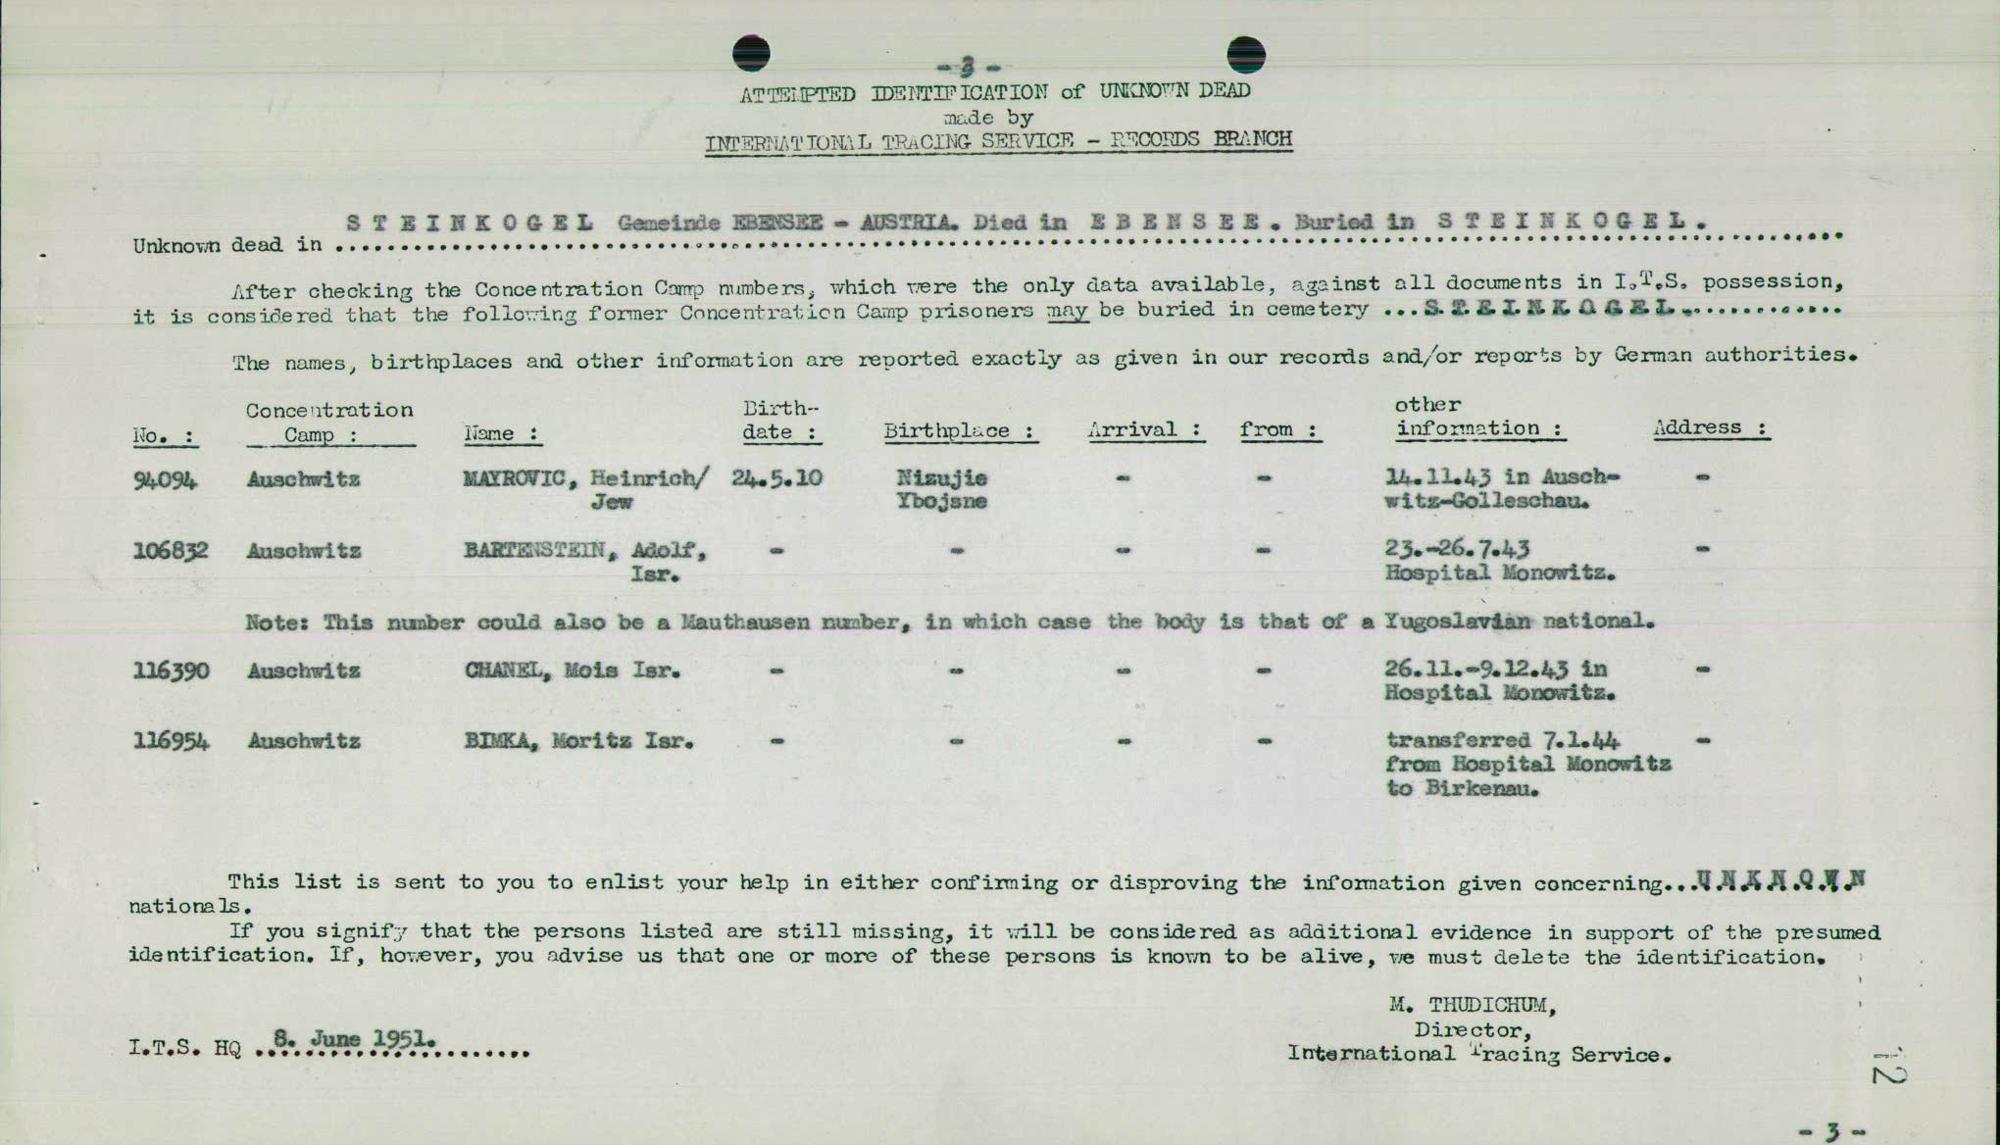 - 3 -
ATTEMPTED IDENTIFICATION of UNKNOWN DEAD
made by
INTERNATIONAL TRACING SERVICE - RECORDS BRANCH
S T E I N K O G E L Gemeinde EBENSEE - AUSTRIA. Died in E B E N S E E . Buried in S T E I N K O G E L .
Unknown dead in ....................
After checking the Concentration Camp numbers, which were the only data available, against all documents in I.T.S. possession,
it is considered that the following former Concentration Camp prisoners may be buried in cemetery ...S.T.E.I.N.K.O.G.E.L.............
The names, birthplaces and other information are reported exactly as given in our records and/or reports by German authorities.
Concentration Birth- other
No. : Camp : Name : date : Birthplace : Arrival : from : information : Address :
94094 Auschwitz MAYROVIC, Heinrich/ 24.5.10 Nizujie - - 14.11.43 in Ausch- -
Jew Ybojsne witz-Golleschau.
106832 Auschwitz BARTENSTEIN, Adolf, - - - - 23.-26.7.43 -
Isr. Hospital Monowitz.
Note: This number could also be a Mauthausen number, in which case the body is that of a Yugoslavian national.
116390 Auschwitz CHANEL, Mois Isr. - - - - 26.11.-9.12.43 in -
Hospital Monowitz.
116954 Auschwitz BIMKA, Moritz Isr. - - - - transferred 7.1.44 -
from Hospital Monowitz
to Birkenau.
This list is sent to you to enlist your help in either confirming or disproving the information given concerning...U.N.K.N.O.W.N
nationals.
If you signify that the persons listed are still missing, it will be considered as additional evidence in support of the presumed
identification. If, however, you advise us that one or more of these persons is known to be alive, we must delete the identification.
M. THUDICHUM,
Director,
I.T.S. HQ ..8. June 1951.........
International Tracing Service.
12
- 3 -